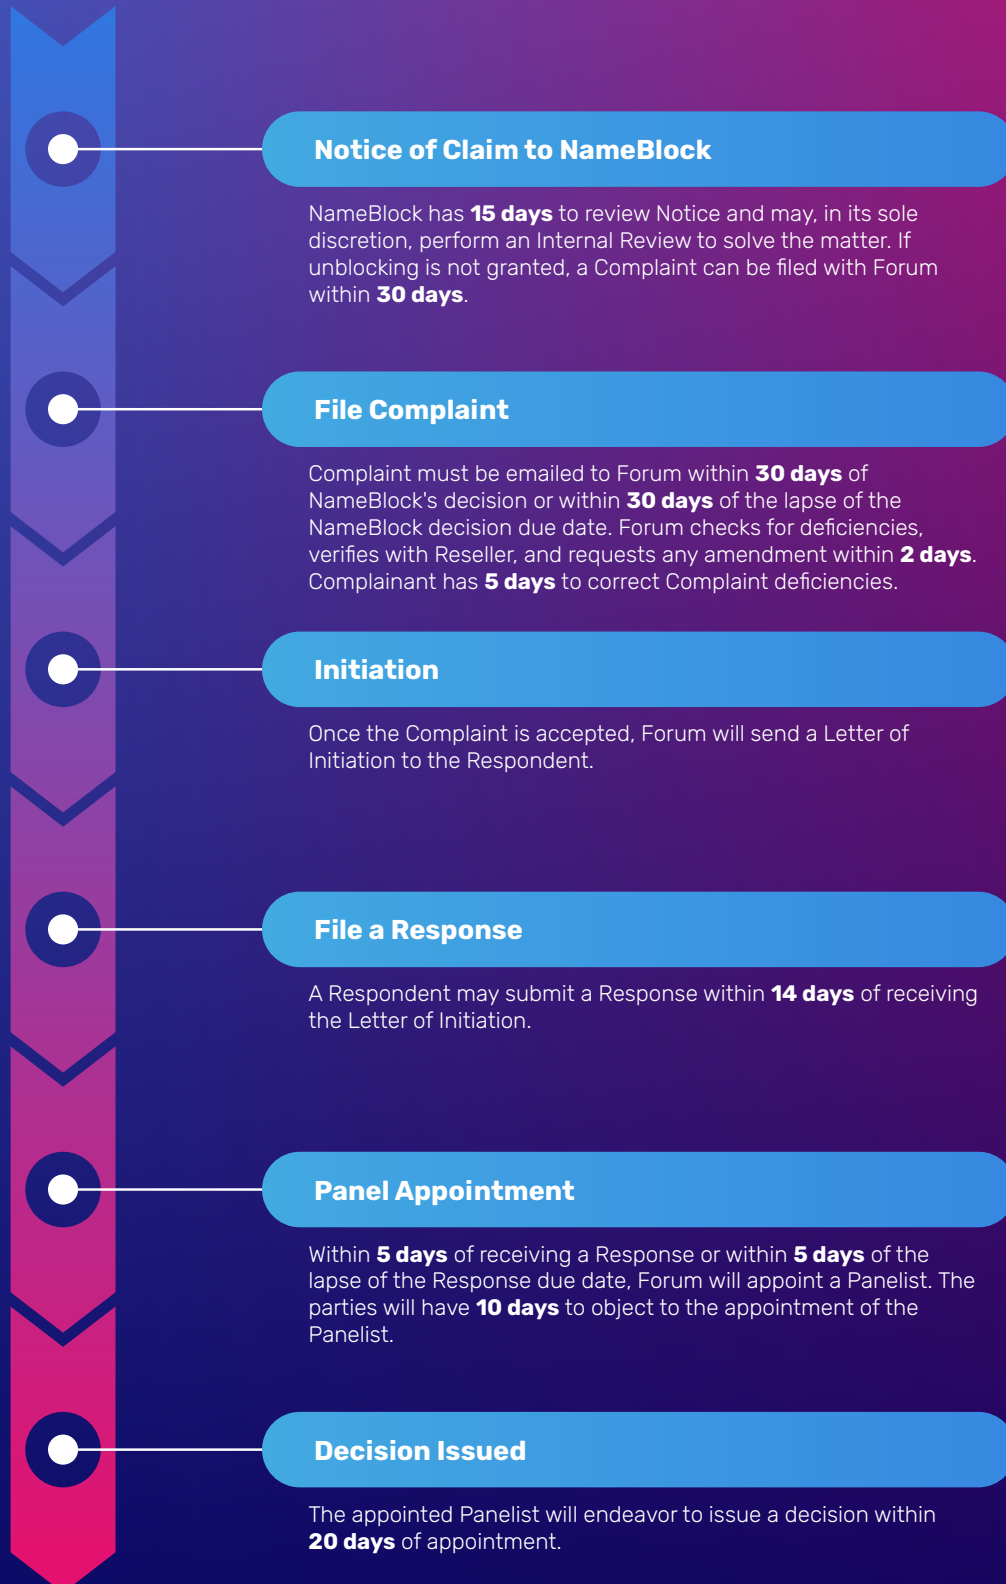 Notice of Claim to NameBlock
NameBlock has 15 days to review Notice and may, in its sole
discretion, perform an Internal Review to solve the matter. If
unblocking is not granted, a Complaint can be filed with Forum
within 30 days.
File Complaint
Complaint must be emailed to Forum within 30 days of
NameBlock's decision or within 30 days of the lapse of the
NameBlock decision due date. Forum checks for deficiencies,
verifies with Reseller, and requests any amendment within 2 days.
Complainant has 5 days to correct Complaint deficiencies.
Initiation
Once the Complaint is accepted, Forum will send a Letter of
Initiation to the Respondent.
File a Response
A Respondent may submit a Response within 14 days of receiving
the Letter of Initiation.
Panel Appointment
Within 5 days of receiving a Response or within 5 days of the
lapse of the Response due date, Forum will appoint a Panelist. The
parties will have 10 days to object to the appointment of the
Panelist.
Decision Issued
The appointed Panelist will endeavor to issue a decision within
20 days of appointment.